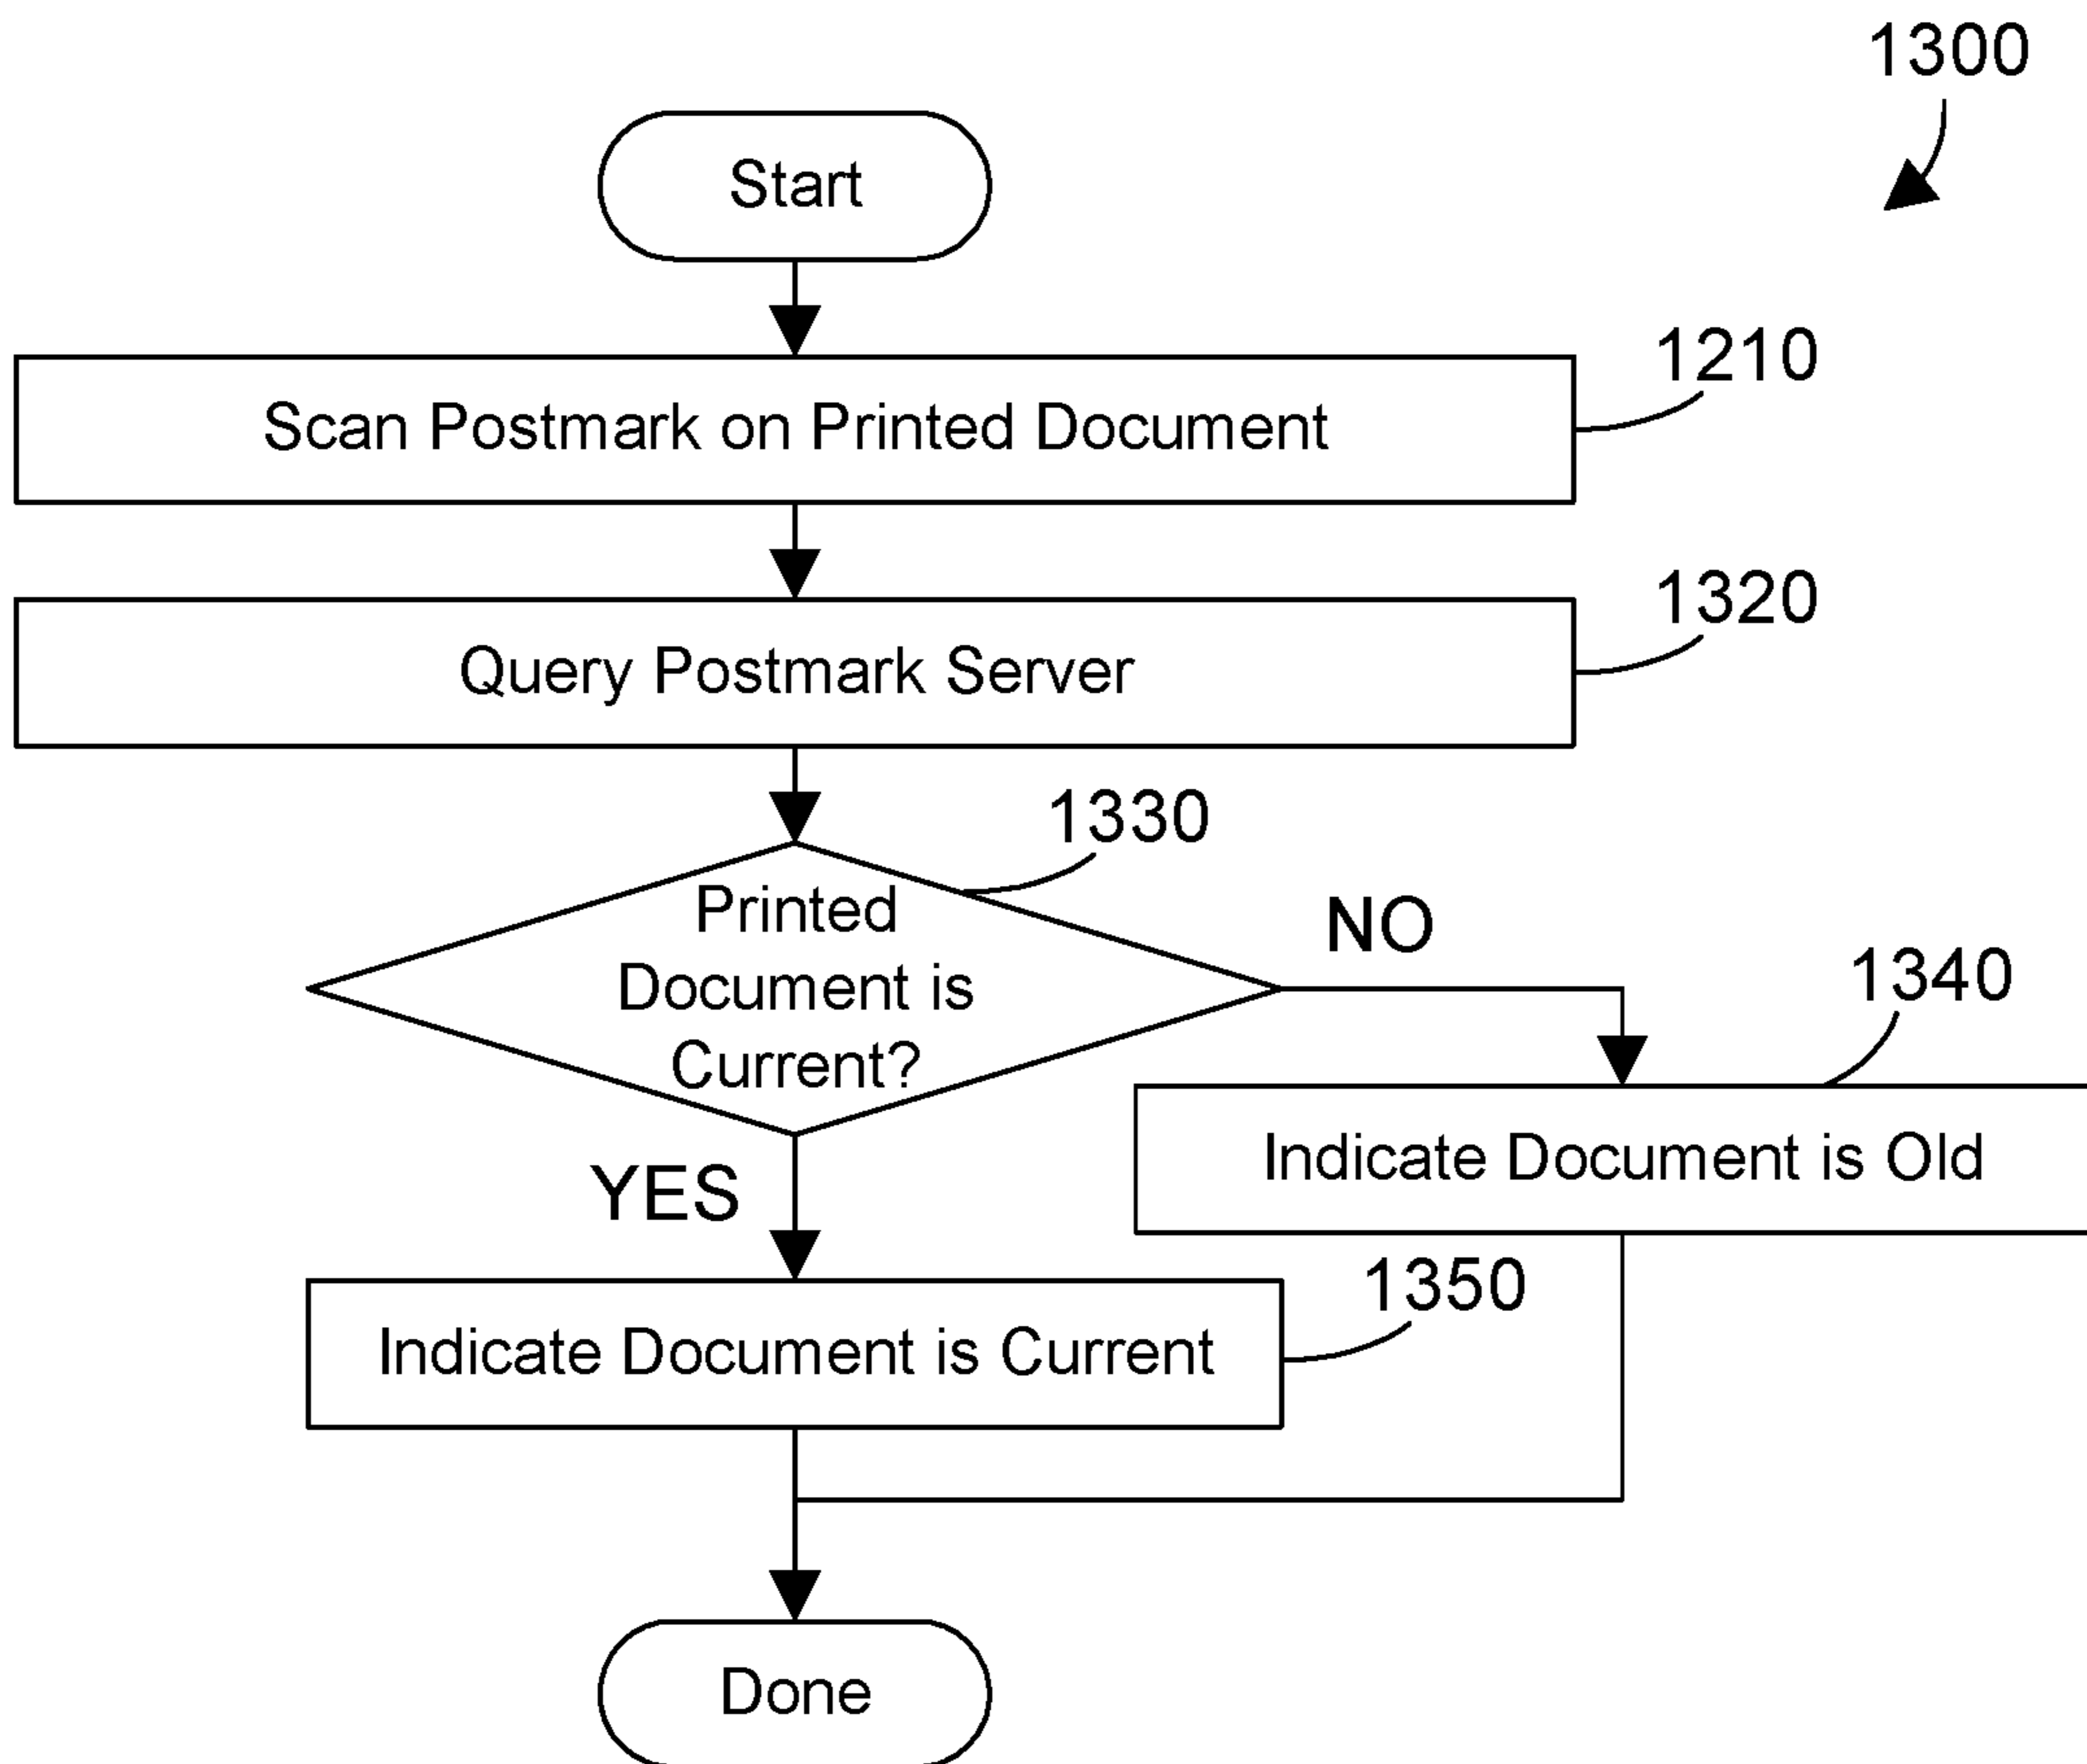 1300
Start
1210
Scan Postmark on Printed Document
1320
Query Postmark Server
1330
Printed
Document is
Current?
NO
1340
Indicate Document is Old
YES
1350
Indicate Document is Current
Done